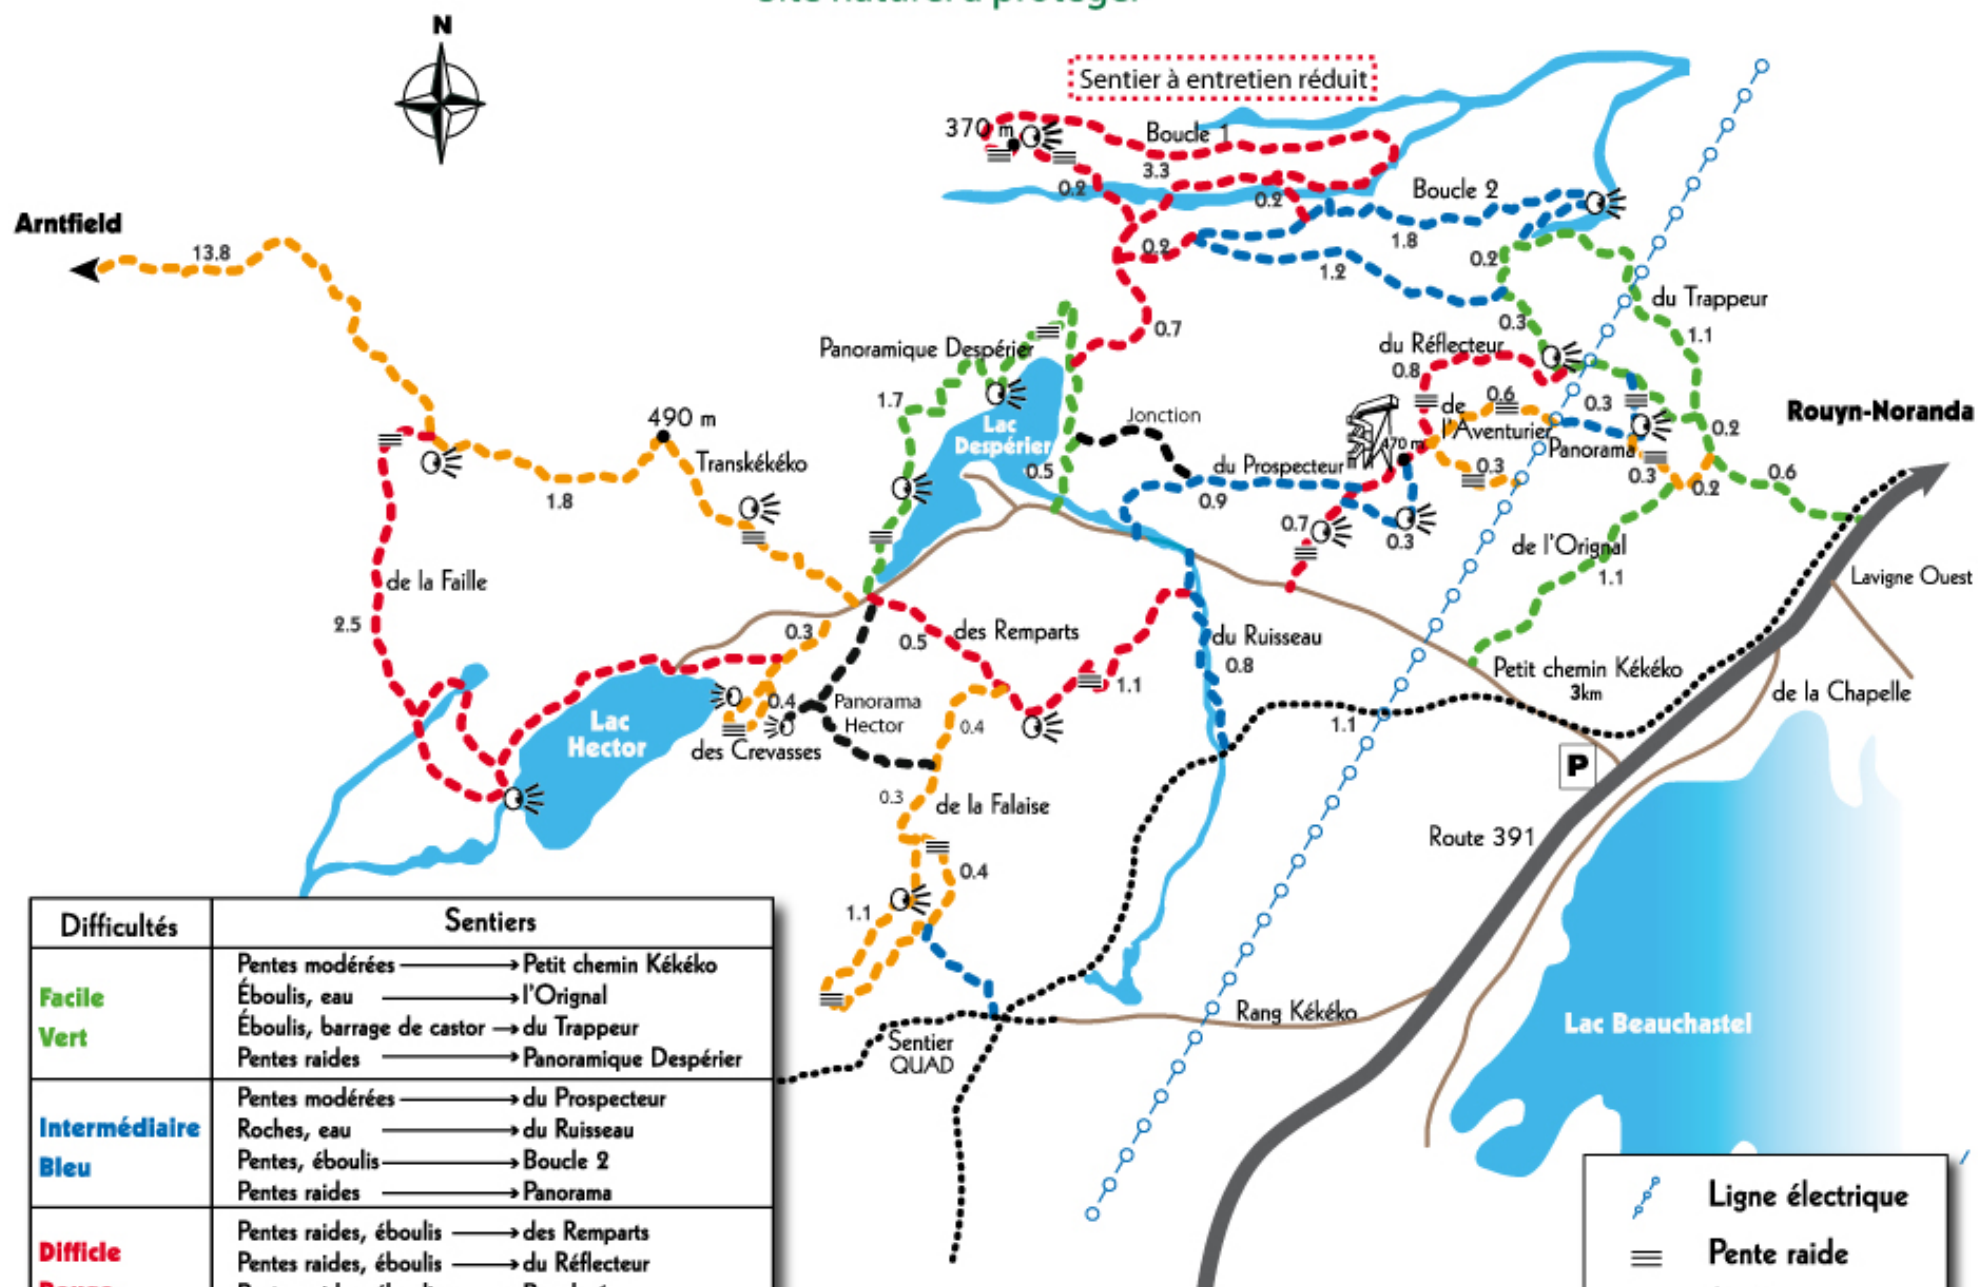 N
Sentier à entretien réduit
370 m
Boucle 1
3.3
0.2
0.2
Boucle 2
Arntfield
13.8
0.2
1.8
0.2
1.2
du Trappeur
0.3
1.1
0.7
Panoramique Despérier
du Réflecteur
0.8
1.7
0.6
0.3
de
l'Aventurier
Rouyn-Noranda
490 m
Jonction
Lac
Despérier
470 m
Panorama
0.2
Transkékéko
0.5
du Prospecteur
0.3
0.3
0.6
1.8
0.9
0.2
0.7
0.3
de l'Orignal
1.1
de la Faille
Lavigne Ouest
2.5
0.3
0.5
des Remparts
du Ruisseau
0.8
Petit chemin Kékéko
3km
1.1
0.4
Panorama
Hector
de la Chapelle
0.4
1.1
Lac
Hector
des Crevasses
P
0.3
de la Falaise
Route 391
0.4
1.1
Rang Kékéko
Lac Beauchastel
Sentier
QUAD
Difficultés Sentiers
Facile
Vert
Pentes modérées Petit chemin Kékéko
Éboulis, eau l'Orignal
Éboulis, barrage de castor du Trappeur
Pentes raides Panoramique Despérier
Intermédiaire
Bleu
Pentes modérées du Prospecteur
Roches, eau du Ruisseau
Pentes, éboulis Boucle 2
Pentes raides Panorama
Difficle
Pentes raides, éboulis des Remparts
Pentes raides, éboulis du Réflecteur
Ligne électrique
Pente raide